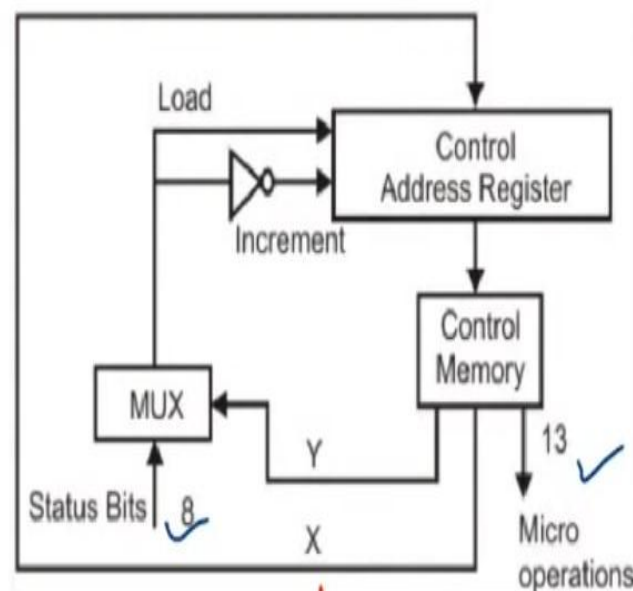 Load
Control
Address Register
Increment
Control
Memory
MUX
13
Y
Status Bits 8
X
Micro
operations